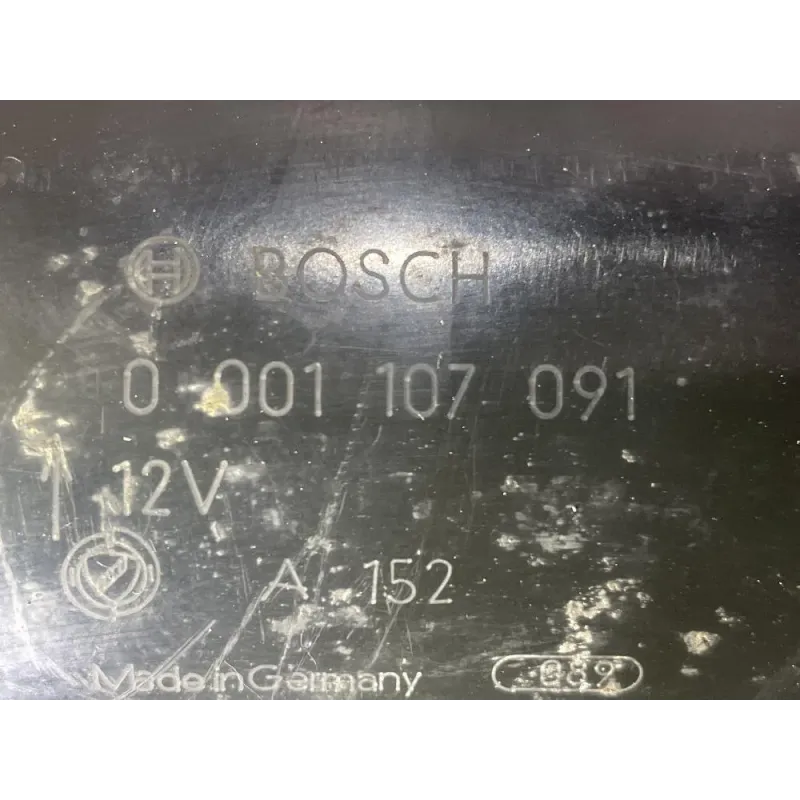 BOSCH
0 001 107 091
12V
A 152
Made in Germany